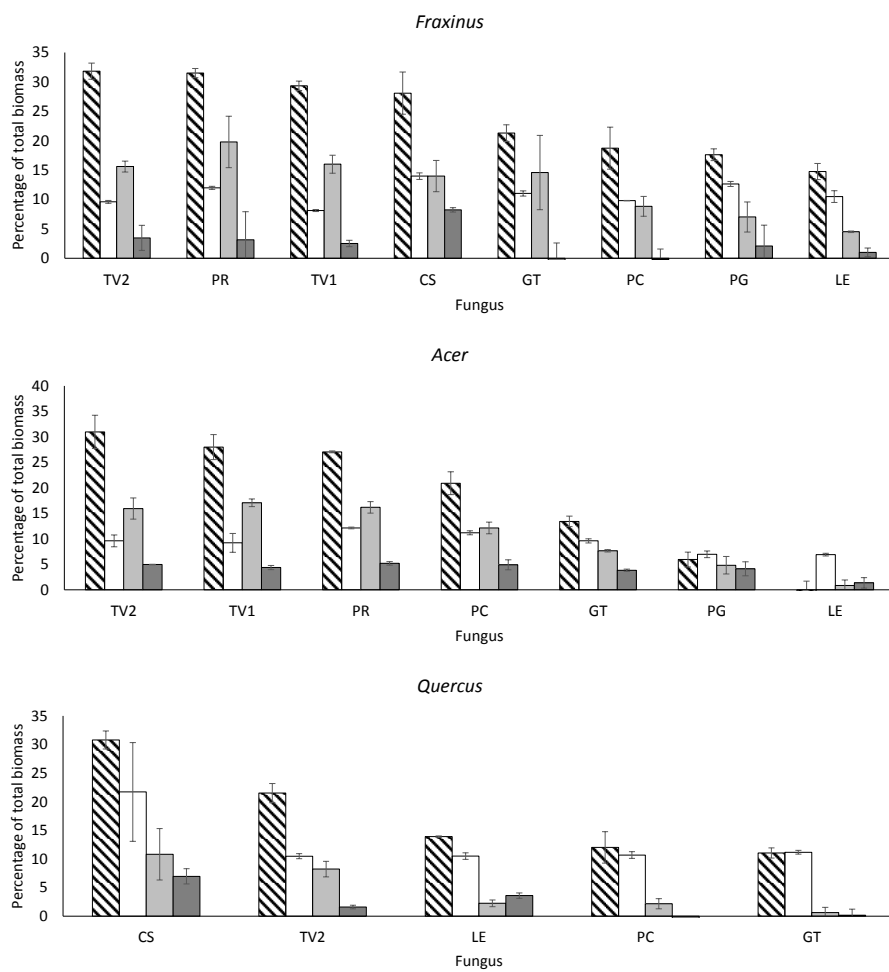 Fraxinus
Percentage of total biomass
35
30
25
20
15
10
5
0
TV2 PR TV1 CS GT PC PG LE
Fungus
Acer
Percentage of total biomass
40
35
30
25
20
15
10
5
0
TV2 TV1 PR PC GT PG LE
Fungus
Quercus
Percentage of total biomass
35
30
25
20
15
10
5
0
CS TV2 LE PC GT
Fungus